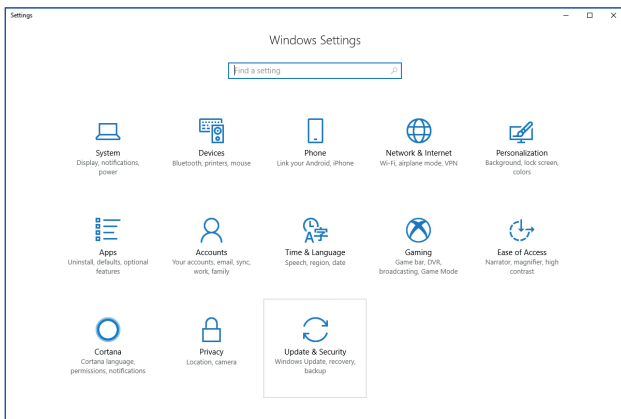 Settings
Windows Settings
Find a setting
System
Display, notifications,
power
Devices
Bluetooth, printers, mouse
Phone
Link your Android, iPhone
Network & Internet
Wi-Fi, airplane mode, VPN
Personalization
Background, lock screen,
colors
Apps
Uninstall, defaults, optional
features
Accounts
Your accounts, email, sync,
work, family
A字
Time & Language
Speech, region, date
Gaming
Game bar, DVR,
broadcasting, Game Mode
Ease of Access
Narrator, magnifier, high
contrast
Cortana
Cortana language,
permissions, notifications
Privacy
Location, camera
Update & Security
Windows Update, recovery,
backup